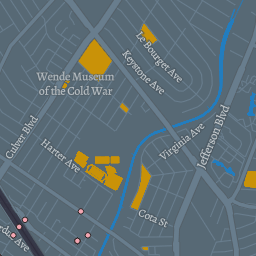 Le Bourget Ave
Keystone Ave
Wende Museum
of the Cold War
Culver Blvd
Virginia Ave
Jefferson Blvd
Harter Ave
Cota St
Ave